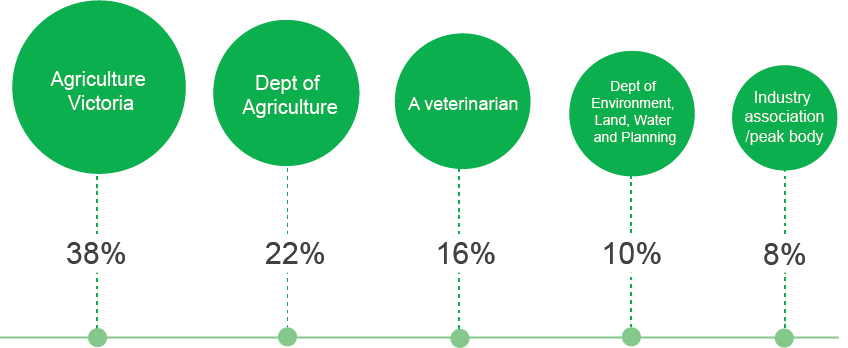 Agriculture
Victoria
Dept of
Agriculture
A veterinarian
Dept of
Environment,
Land, Water
and Planning
Industry
association
/peak body
38%
22%
16%
10%
8%